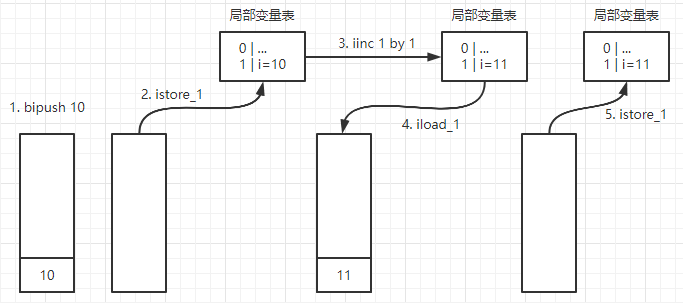 局部变量表
局部变量表
局部变量表
0 | ...
1 | i=10
3. iinc 1 by 1
0 | ...
1 | i=11
0 | ...
1 | i=11
1. bipush 10
2. istore_1
4. iload_1
5. istore_1
10
11